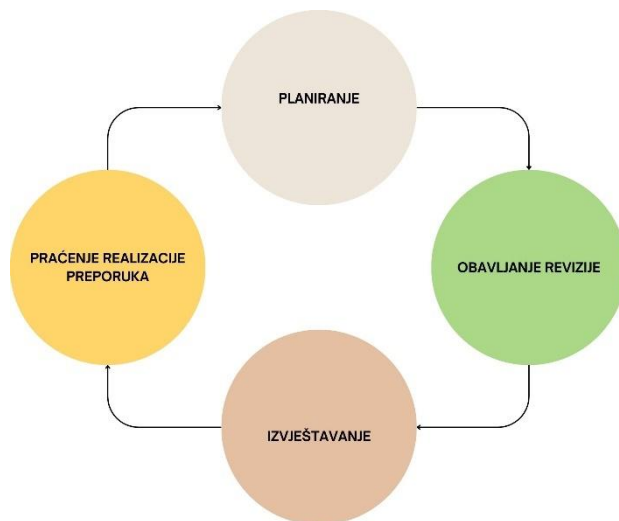 PLANIRANJE
OBAVLJANJE REVIZIJE
IZVJEŠTAVANJE
PRAĆENJE REALIZACIJE
PREPORUKA